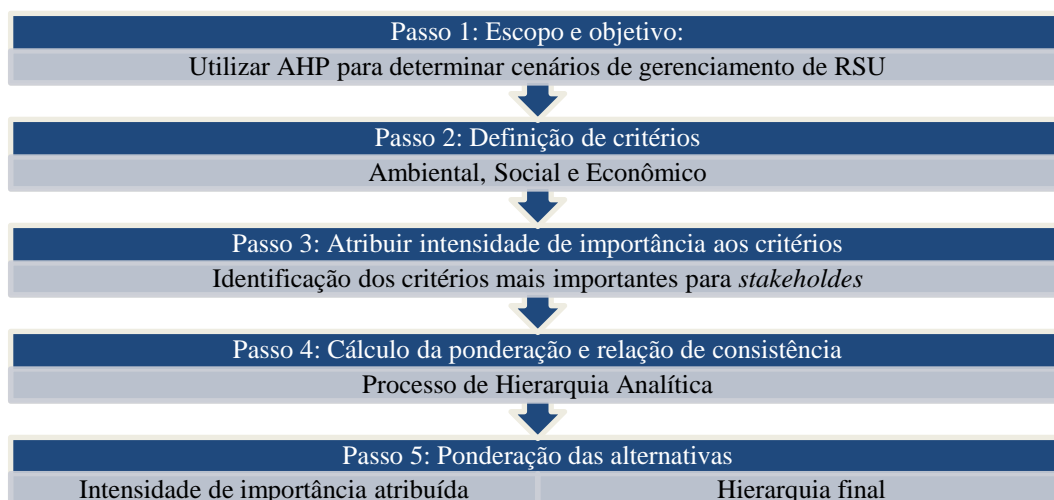 Passo 1: Escopo e objetivo:
Utilizar AHP para determinar cenários de gerenciamento de RSU
Passo 2: Definição de critérios
Ambiental, Social e Econômico
Passo 3: Atribuir intensidade de importância aos critérios
Identificação dos critérios mais importantes para stakeholdes
Passo 4: Cálculo da ponderação e relação de consistência
Processo de Hierarquia Analítica
Passo 5: Ponderação das alternativas
Intensidade de importância atribuída Hierarquia final